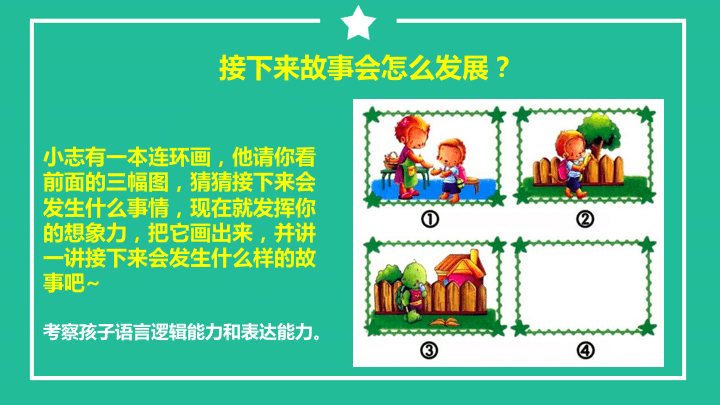 接下来故事会怎么发展？
小志有一本连环画，他请你看
前面的三幅图，猜猜接下来会
发生什么事情，现在就发挥你
的想象力，把它画出来，并讲
一讲接下来会发生什么样的故
事吧~
考察孩子语言逻辑能力和表达能力。
①
②
③
④